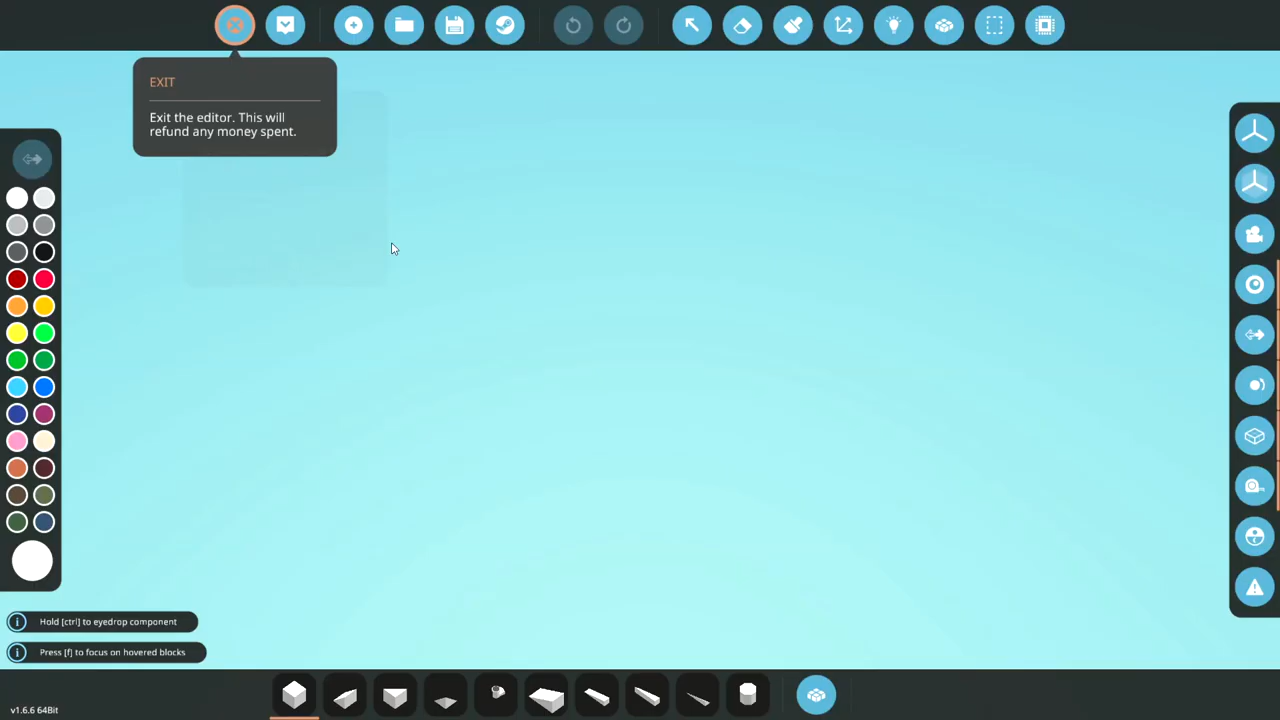 EXIT
Exit the editor. This will
refund any money spent.
Hold [ctrl] to eyedrop component
Press [f] to focus on hovered blocks
v1.6.6 64Bit